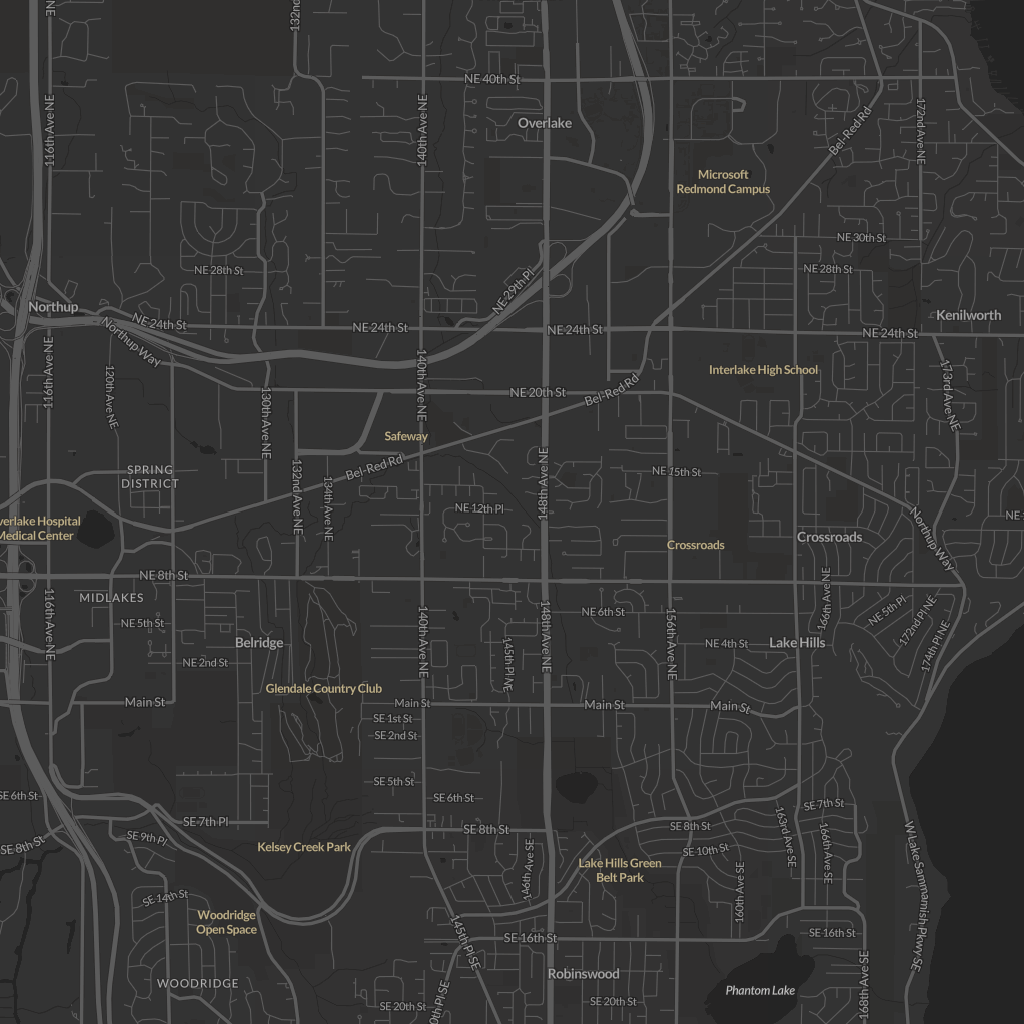 NE
132nd
NE 40th St
116th Ave NE
140th Ave NE
Overlake
Bel-Red Rd
172nd Ave NE
Microsoft
Redmond Campus
NE 30th St
NE 28th St
NE 28th St
NE 29th Pl
Northup
NE 24th St
NE 24th St
NE 24th St
NE 24th St
Kenilworth
Northup Way
116th Ave NE
120th Ave NE
130th Ave NE
140th Ave NE
Interlake High School
173rd Ave NE
NE 20th St
Bel-Red Rd
Safeway
Bel-Red Rd
SPRING
DISTRICT
132nd Ave NE
134th Ave NE
148th Ave NE
NE 15th St
NE 12th Pl
NE
verlake Hospital
Medical Center
Crossroads
Crossroads
Northup Way
NE 8th St
MIDLAKES
116th Ave NE
NE 5th St
Belridge
NE 2nd St
140th Ave NE
145th Pl NE
148th Ave NE
NE 6th St
156th Ave NE
NE 4th St
Lake Hills
166th Ave NE
NE 5th Pl
172nd Pl NE
174th Pl NE
Glendale Country Club
Main St
Main St
Main St
Main St
SE 1st St
SE 2nd St
SE 5th St
SE 6th St
SE 6th St
SE 7th Pl
SE 8th St
SE 9th Pl
SE 8th St
SE 8th St
SE 7th St
163rd Ave SE
166th Ave SE
W Lake Sammamish Pkwy SE
Kelsey Creek Park
146th Ave SE
SE 10th St
Lake Hills Green
Belt Park
160th Ave SE
SE 14th St
Woodridge
Open Space
145th Pl SE
SE 16th St
SE 16th St
Robinswood
WOODRIDGE
Phantom Lake
168th Ave SE
0th Pl SE
SE 20th St
SE 20th St